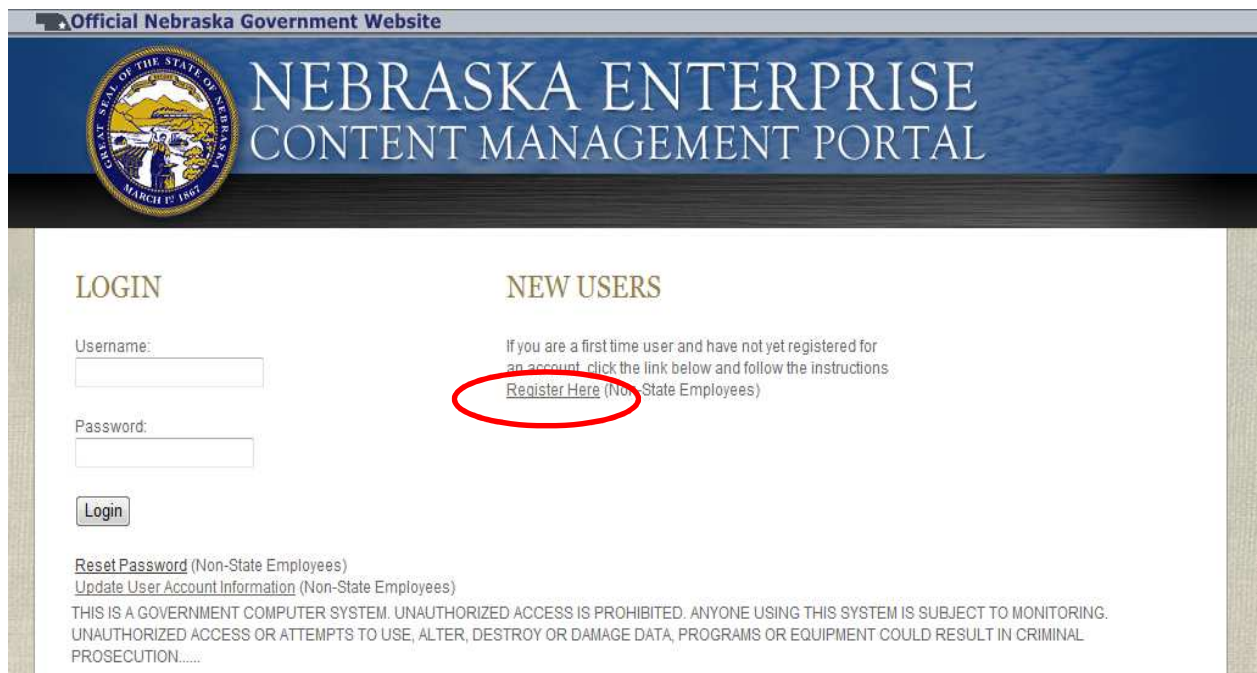 Official Nebraska Government Website
GREAT SEAL OF THE STATE OF NEBRASKA
MARCH 1ST 1867
NEBRASKA ENTERPRISE
CONTENT MANAGEMENT PORTAL
LOGIN
Username:
Password:
Login
Reset Password (Non-State Employees)
Update User Account Information (Non-State Employees)
NEW USERS
If you are a first time user and have not yet registered for
an account, click the link below and follow the instructions
Register Here (Non-State Employees)
THIS IS A GOVERNMENT COMPUTER SYSTEM. UNAUTHORIZED ACCESS IS PROHIBITED. ANYONE USING THIS SYSTEM IS SUBJECT TO MONITORING.
UNAUTHORIZED ACCESS OR ATTEMPTS TO USE, ALTER, DESTROY OR DAMAGE DATA, PROGRAMS OR EQUIPMENT COULD RESULT IN CRIMINAL
PROSECUTION......